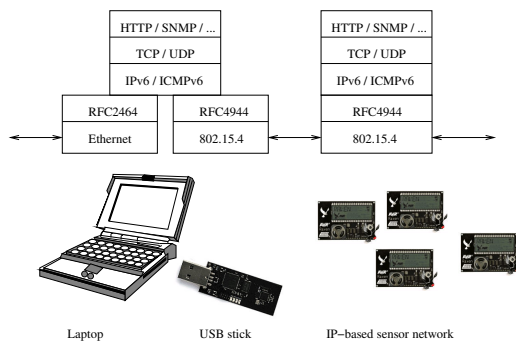 HTTP / SNMP / ...
TCP / UDP
IPv6 / ICMPv6
RFC2464
RFC4944
Ethernet
802.15.4
HTTP / SNMP / ...
TCP / UDP
IPv6 / ICMPv6
RFC4944
802.15.4
Laptop
USB stick
IP−based sensor network